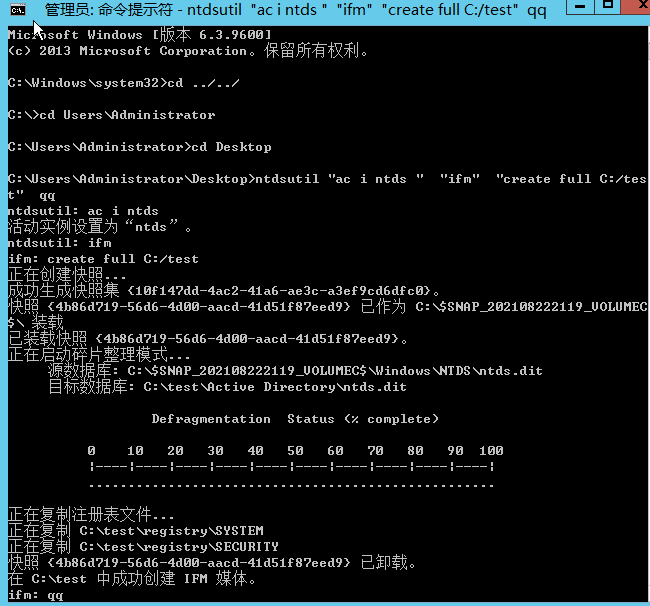 管理员: 命令提示符 - ntdsutil  "ac i ntds "  "ifm"  "create full C:/test"  qq
Microsoft Windows [版本 6.3.9600]
(c) 2013 Microsoft Corporation。保留所有权利。
C:\Windows\system32>cd ../../
C:\>cd Users\Administrator
C:\Users\Administrator>cd Desktop
C:\Users\Administrator\Desktop>ntdsutil "ac i ntds "  "ifm"  "create full C:/tes
t"  qq
ntdsutil: ac i ntds
活动实例设置为“ntds”。
ntdsutil: ifm
ifm: create full C:/test
正在创建快照...
成功生成快照集 {10f147dd-4ac2-41a6-ae3c-a3ef9cd6dfc0}。
快照 {4b86d719-56d6-4d00-aacd-41d51f87eed9} 已作为 C:\$SNAP_202108222119_VOLUMEC
$\ 装载
已装载快照 {4b86d719-56d6-4d00-aacd-41d51f87eed9}。
正在启动碎片整理模式...
源数据库: C:\$SNAP_202108222119_VOLUMEC$\Windows\NTDS\ntds.dit
目标数据库: C:\test\Active Directory\ntds.dit
Defragmentation  Status (% complete)
0    10   20   30   40   50   60   70   80   90  100
|----|----|----|----|----|----|----|----|----|----|
...................................................
正在复制注册表文件...
正在复制 C:\test\registry\SYSTEM
正在复制 C:\test\registry\SECURITY
快照 {4b86d719-56d6-4d00-aacd-41d51f87eed9} 已卸载。
在 C:\test 中成功创建 IFM 媒体。
ifm: qq